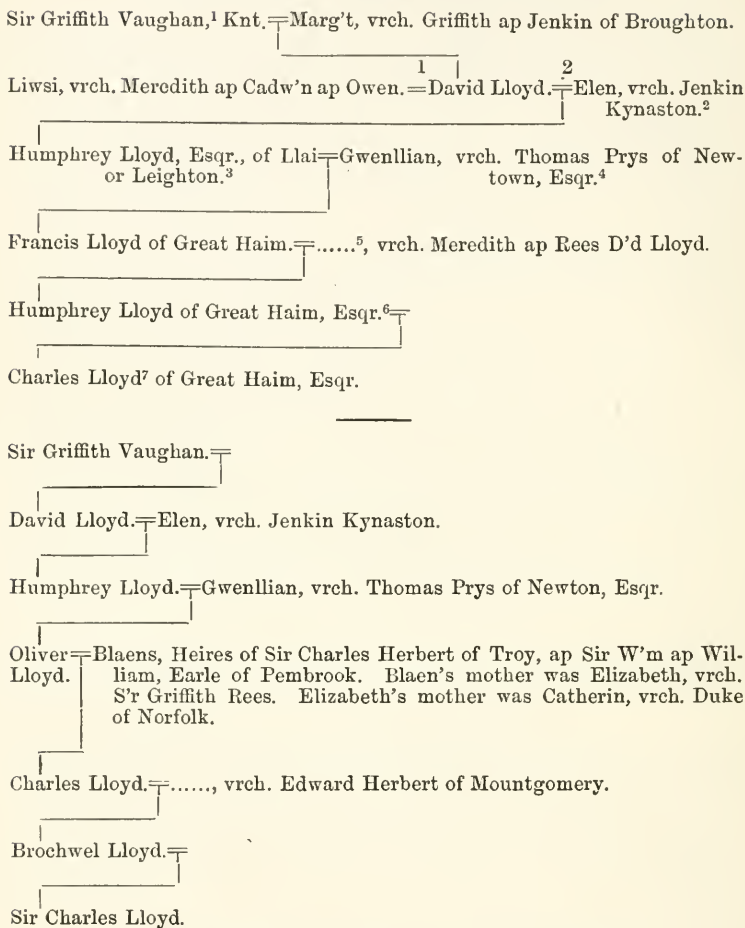 Sir Griffith Vaughan,¹ Knt.=Marg't, vrch. Griffith ap Jenkin of Broughton.
1 2
Liwsi, vrch. Meredith ap Cadw'n ap Owen.=David Lloyd.=Elen, vrch. Jenkin
Kynaston.²
Humphrey Lloyd, Esqr., of Llai=Gwenllian, vrch. Thomas Prys of New-
or Leighton.³ town, Esqr.⁴
Francis Lloyd of Great Haim.=......⁵, vrch. Meredith ap Rees D'd Lloyd.
Humphrey Lloyd of Great Haim, Esqr.⁶=
Charles Lloyd⁷ of Great Haim, Esqr.
Sir Griffith Vaughan.=
David Lloyd.=Elen, vrch. Jenkin Kynaston.
Humphrey Lloyd.=Gwenllian, vrch. Thomas Prys of Newton, Esqr.
Oliver=Blaens, Heires of Sir Charles Herbert of Troy, ap Sir W'm ap Wil-
Lloyd. liam, Earle of Pembrook. Blaen's mother was Elizabeth, vrch.
S'r Griffith Rees. Elizabeth's mother was Catherin, vrch. Duke
of Norfolk.
Charles Lloyd.=......, vrch. Edward Herbert of Mountgomery.
Brochwel Lloyd.=
Sir Charles Lloyd.